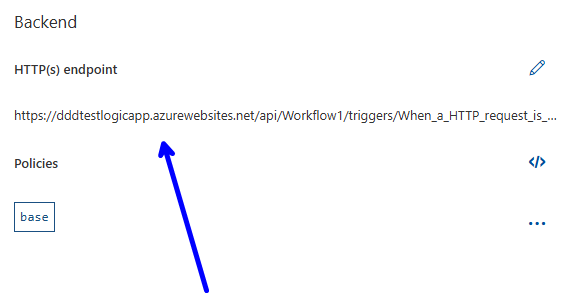 Backend
HTTP(s) endpoint
https://dddtestlogicapp.azurewebsites.net/api/Workflow1/triggers/When_a_HTTP_request_is_...
Policies
</>
base
...